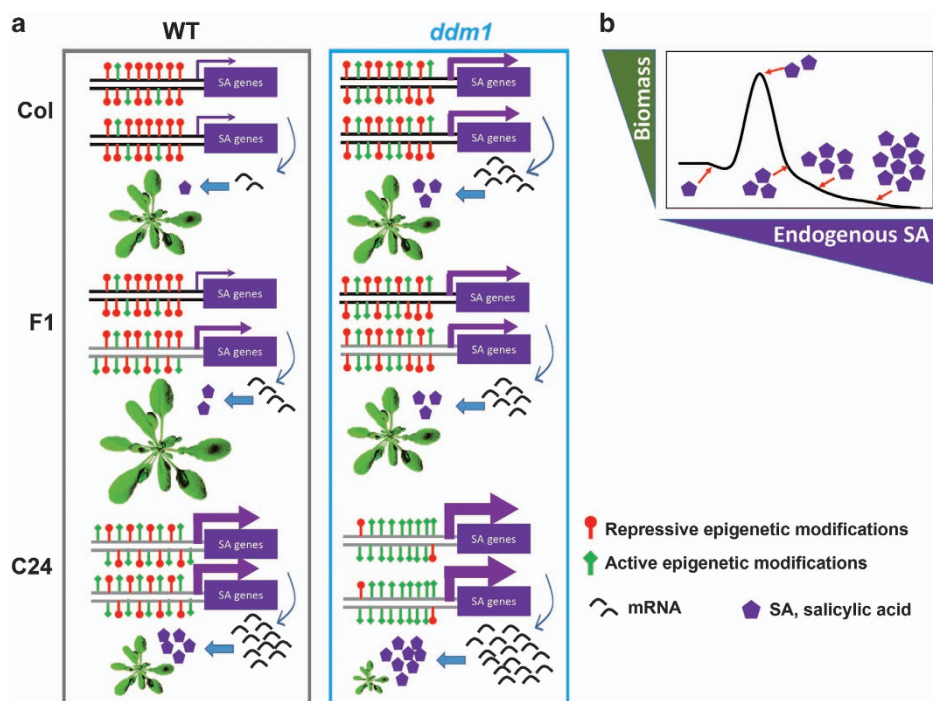 a
WT
ddm1
b
Col
SA genes
SA genes
SA genes
SA genes
F1
SA genes
SA genes
SA genes
SA genes
C24
SA genes
SA genes
SA genes
SA genes
Biomass
Endogenous SA
Repressive epigenetic modifications
Active epigenetic modifications
mRNA
SA, salicylic acid